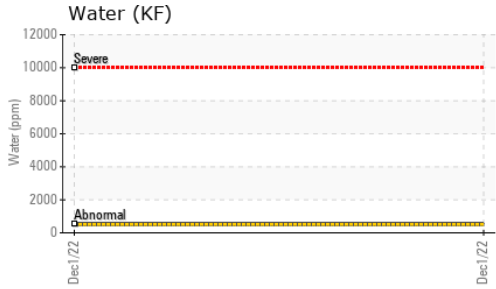 Water (KF)
12000
Severe
10000
8000
6000
4000
2000
Abnormal
0
Water (ppm)
Dec1/22
Dec1/22